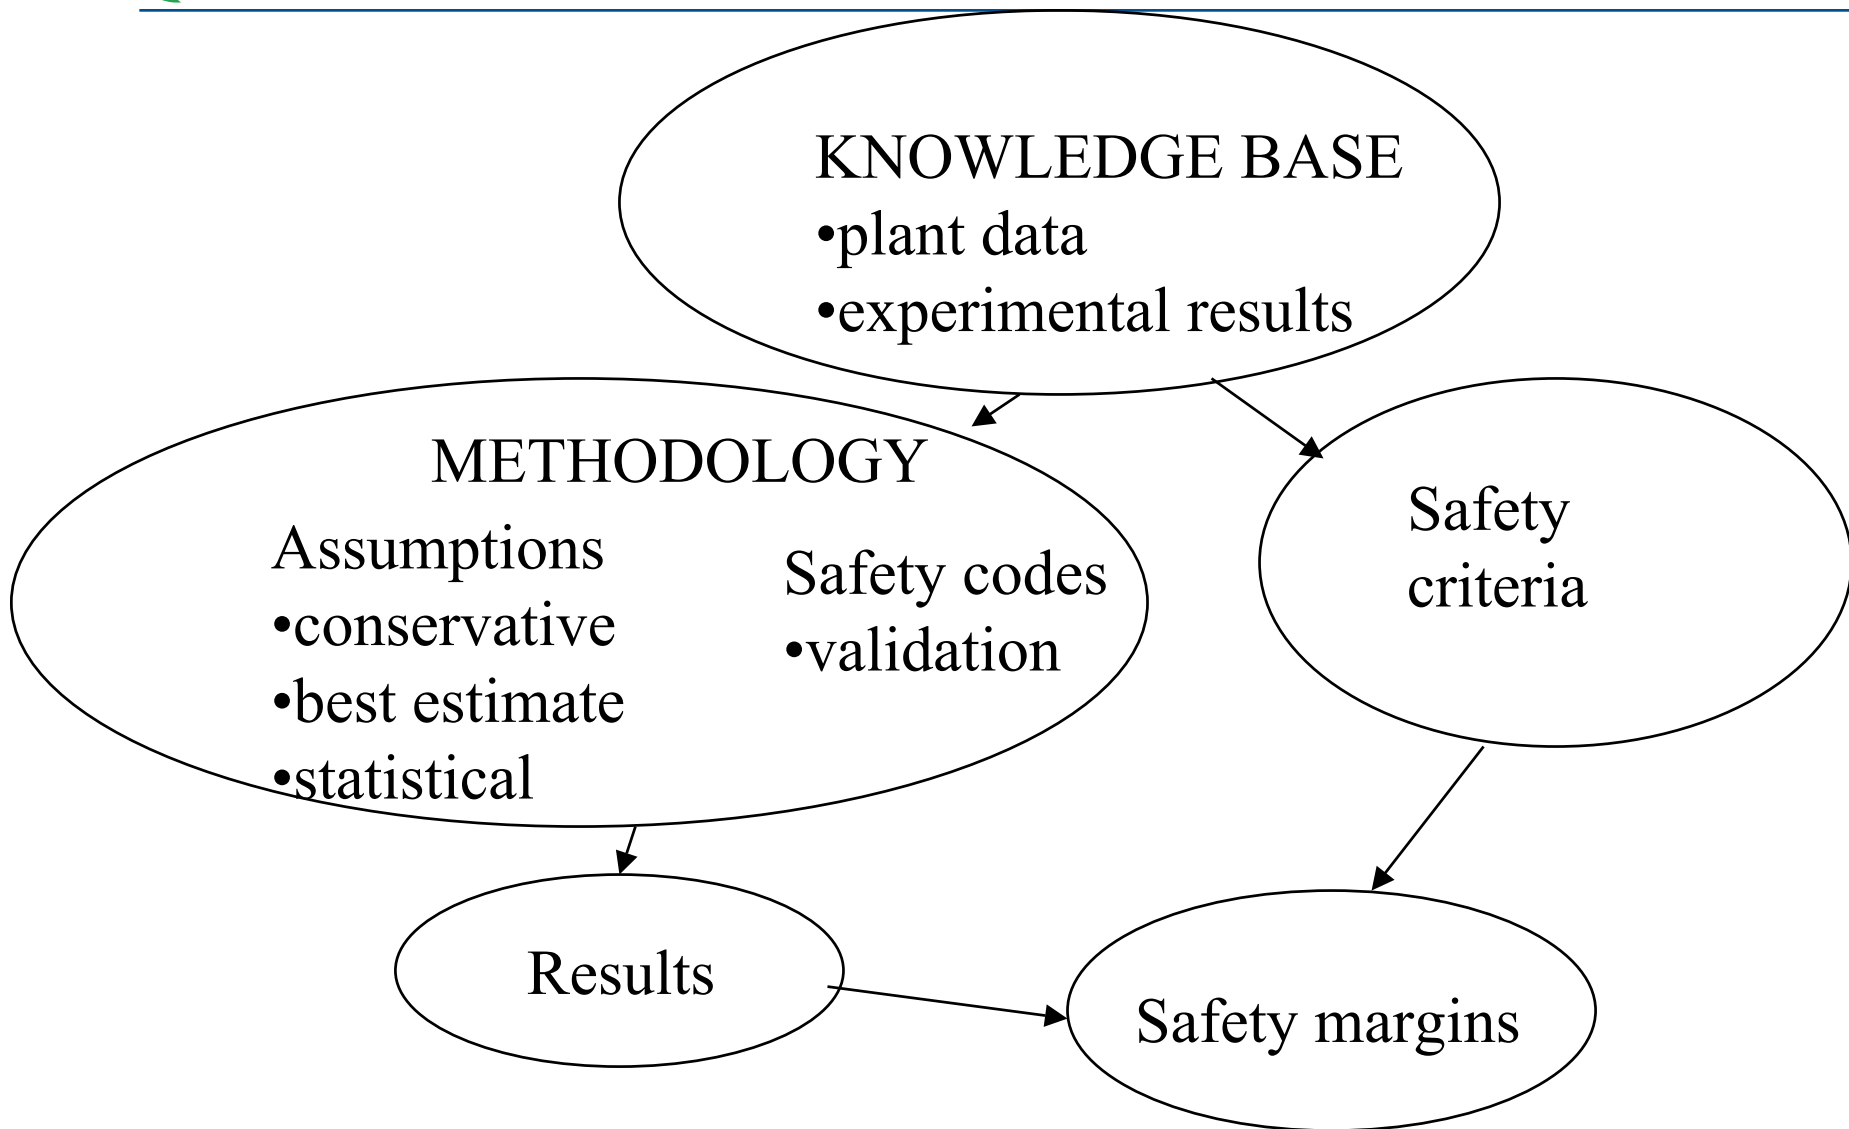 KNOWLEDGE BASE
•plant data
•experimental results
METHODOLOGY
Assumptions
•conservative
•best estimate
•statistical
Safety codes
•validation
Safety
criteria
Results
Safety margins